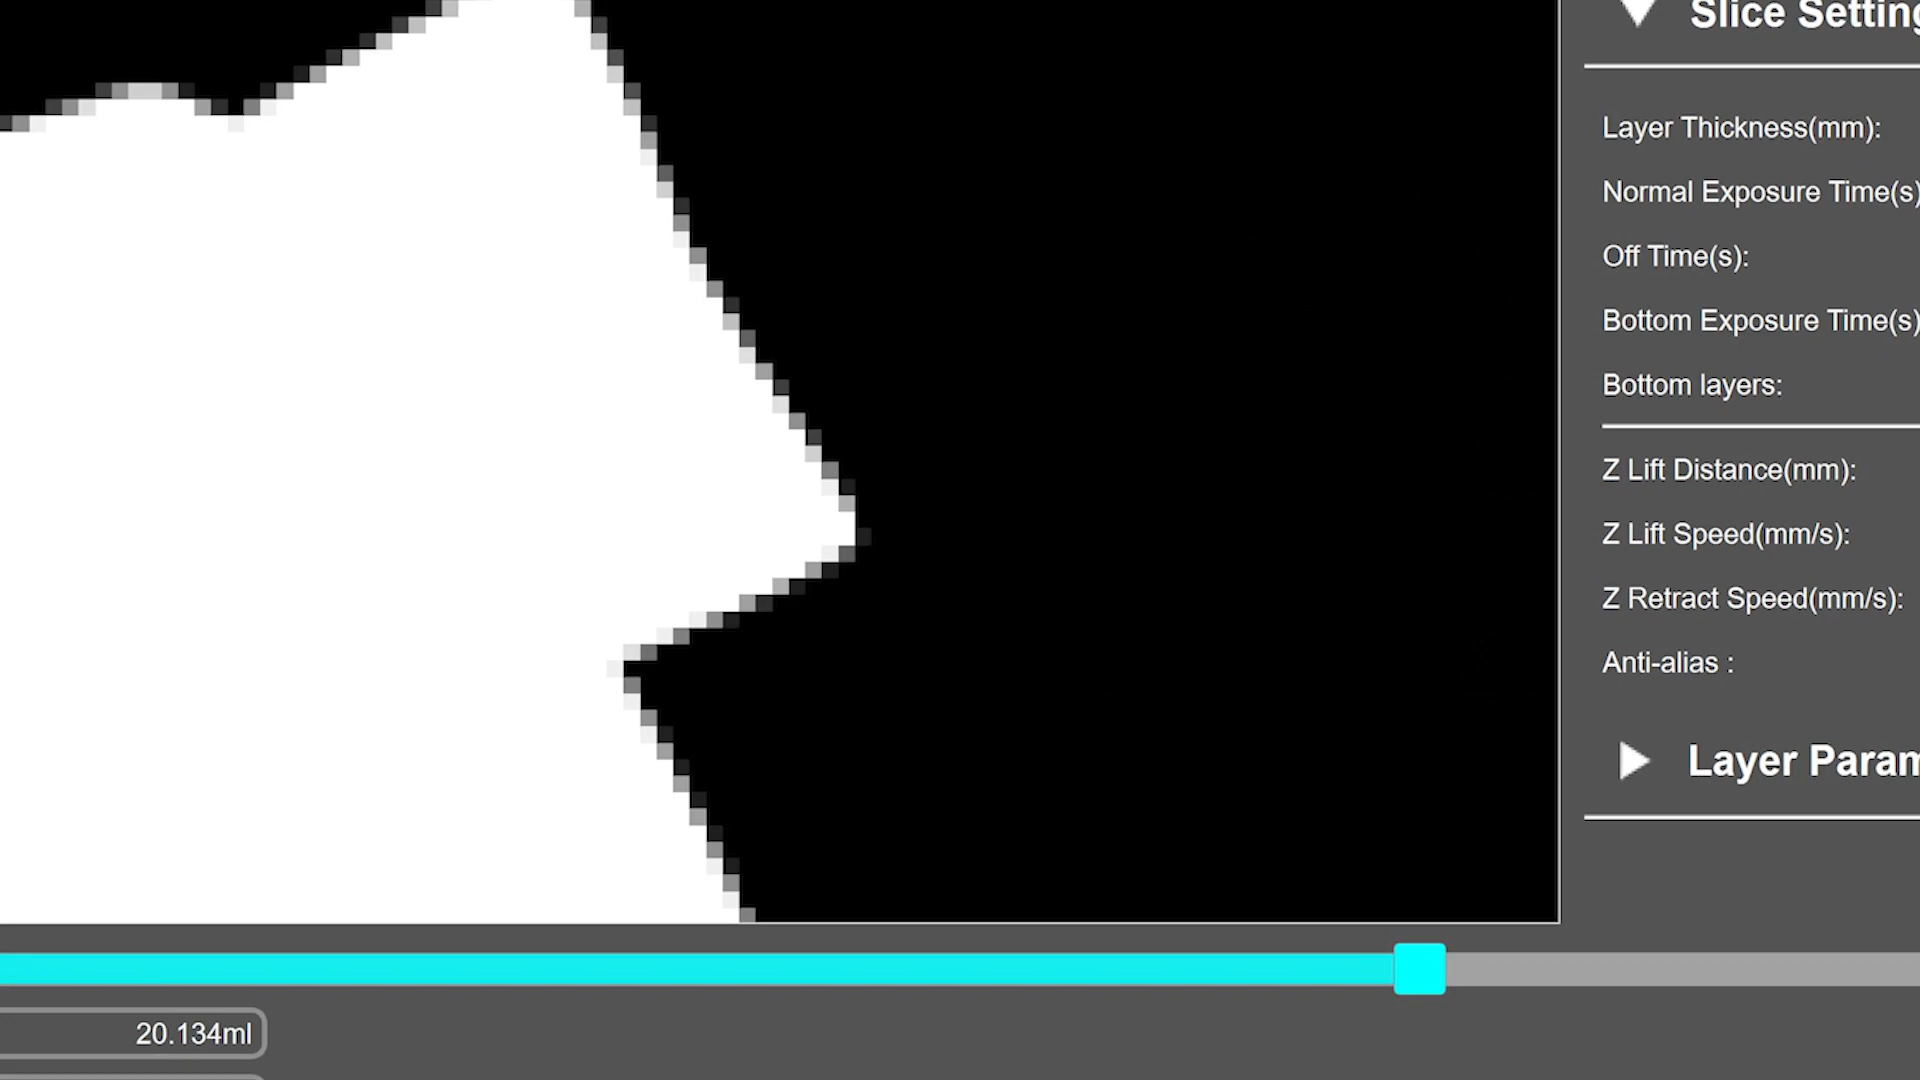 Slice Setting
Layer Thickness(mm):
Normal Exposure Time(s)
Off Time(s):
Bottom Exposure Time(s)
Bottom layers:
Z Lift Distance(mm):
Z Lift Speed(mm/s):
Z Retract Speed(mm/s):
Anti-alias :
Layer Param
20.134ml